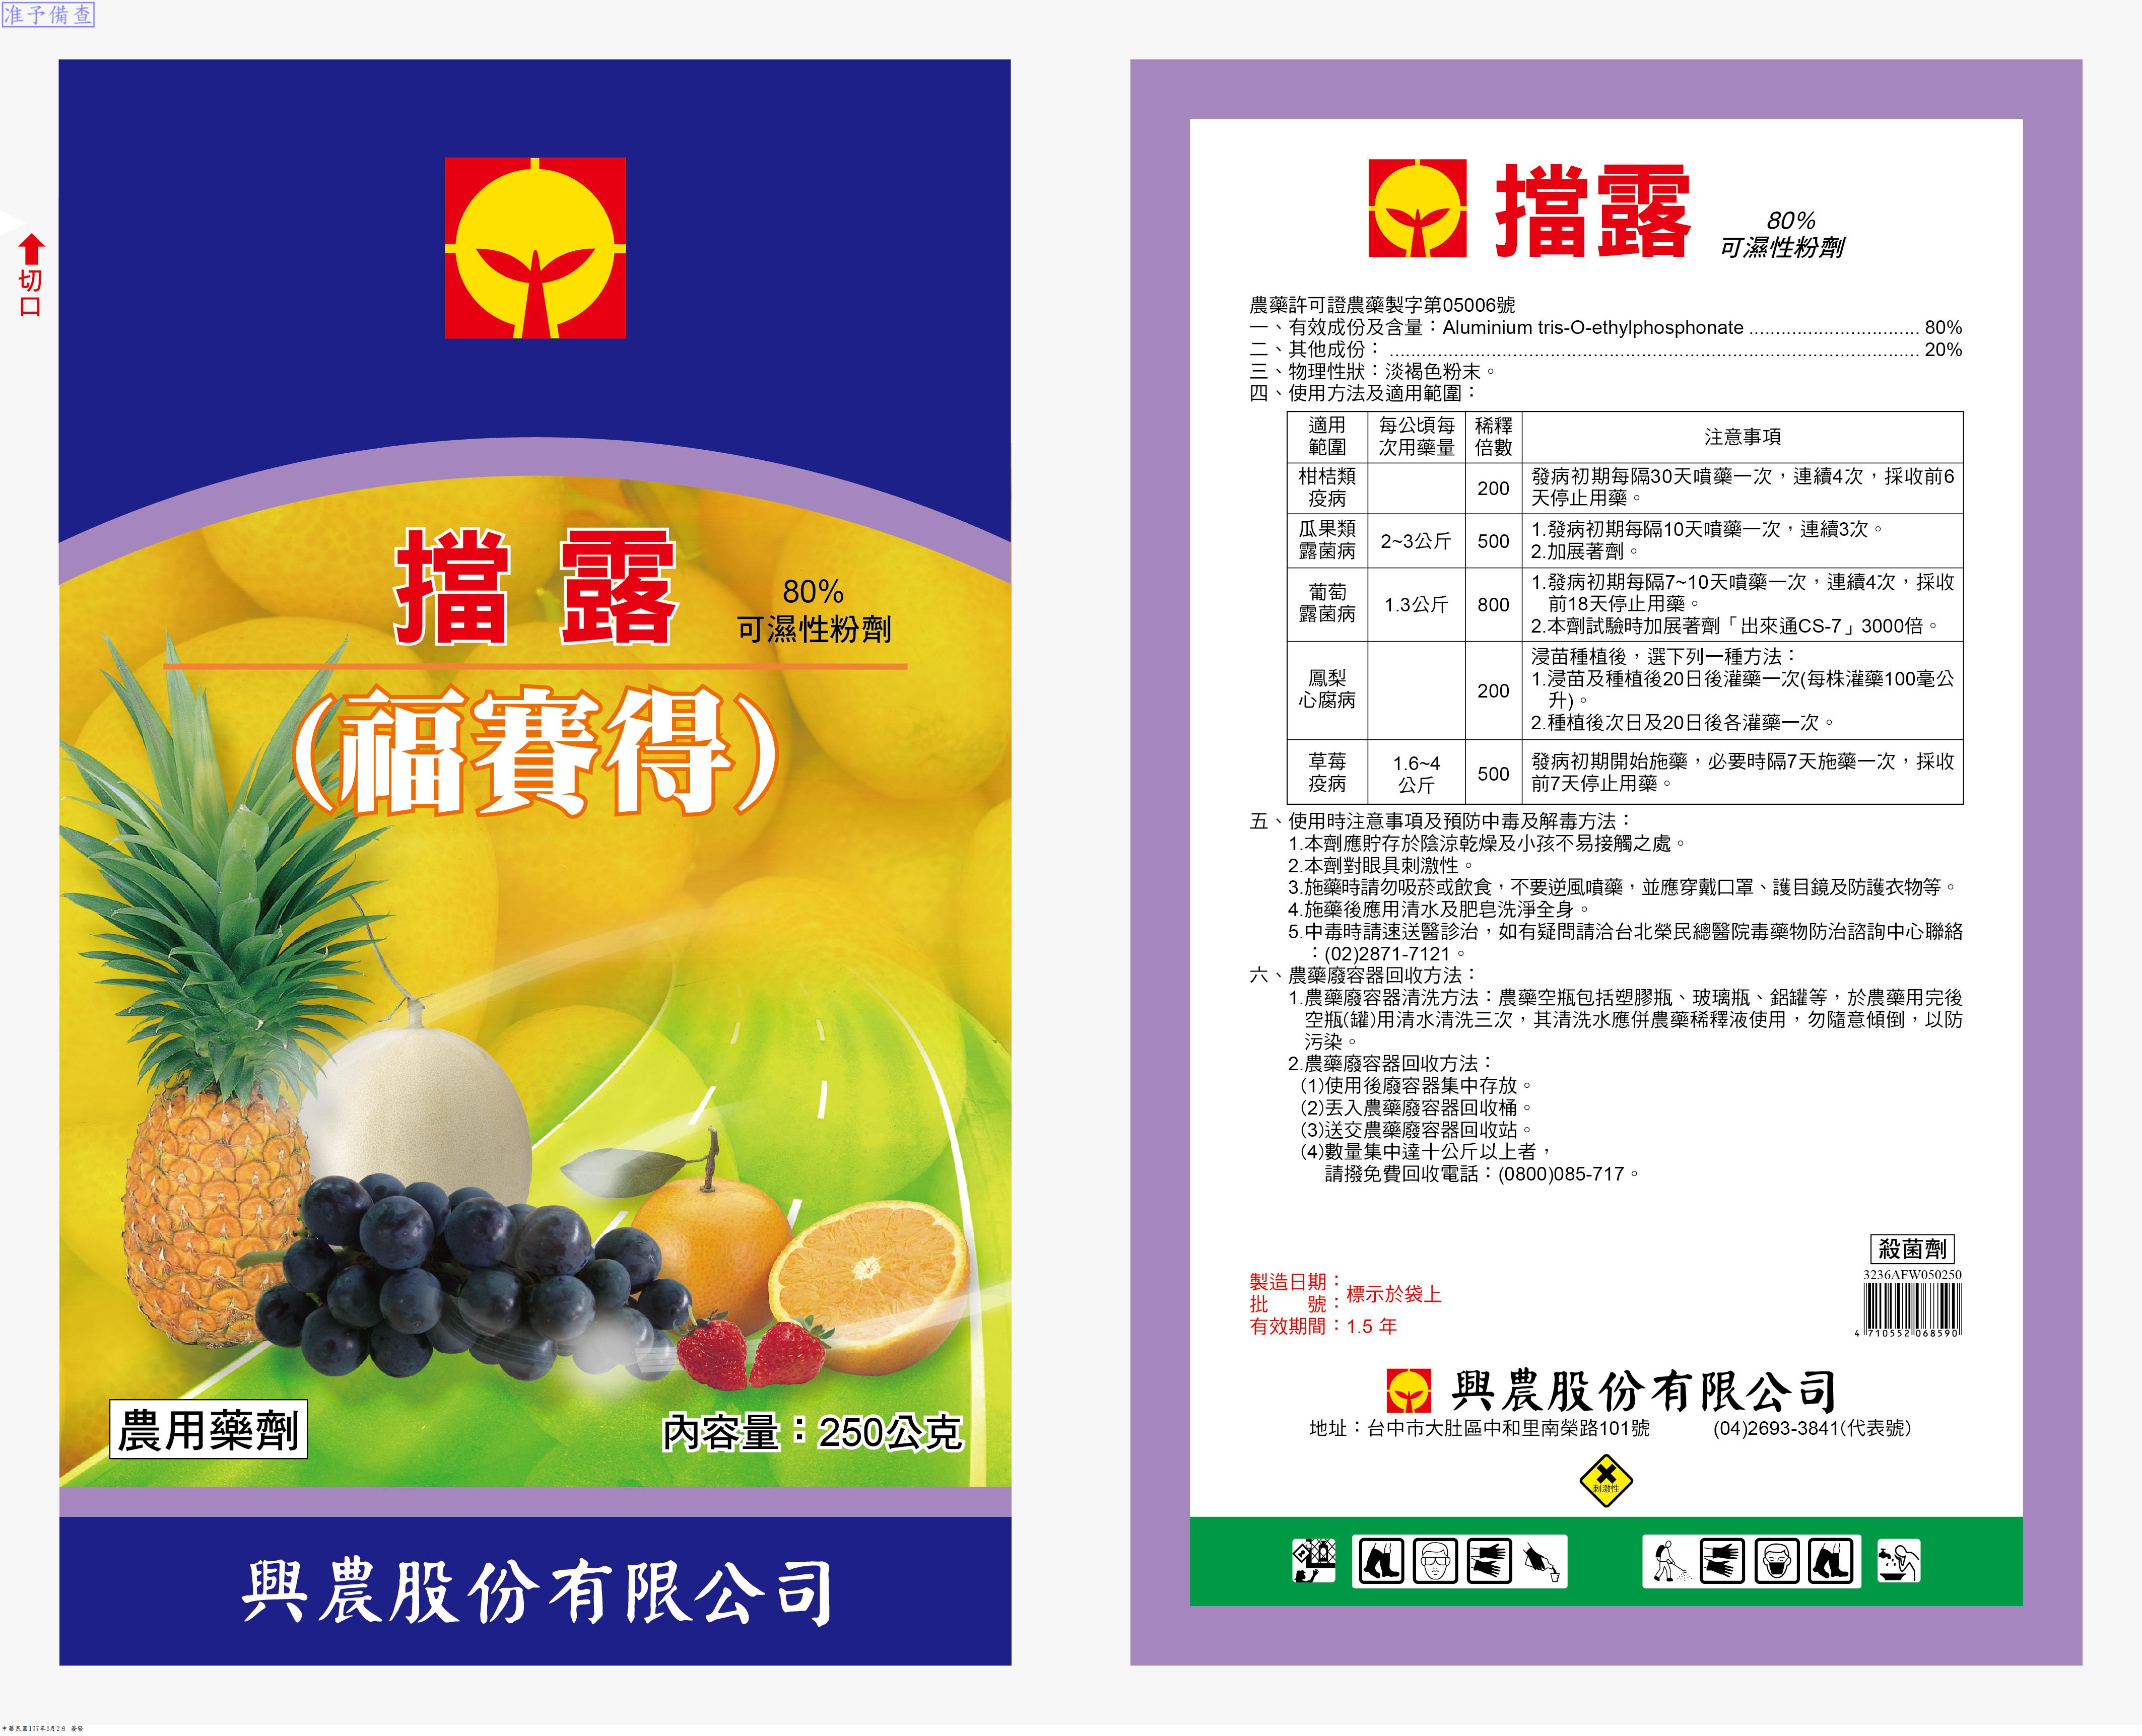 准予備查
切口
擋露
80%
可濕性粉劑
(福賽得)
農用藥劑
內容量：250公克
興農股份有限公司
擋露
80%
可濕性粉劑
農藥許可證農藥製字第05006號
一、有效成份及含量：Aluminium tris-O-ethylphosphonate ................................ 80%
二、其他成份： .................................................................................................... 20%
三、物理性狀：淡褐色粉末。
四、使用方法及適用範圍：
適用範圍 每公頃每次用藥量 稀釋倍數 注意事項
柑桔類疫病 200 發病初期每隔30天噴藥一次，連續4次，採收前6
天停止用藥。
瓜果類露菌病 2~3公斤 500 1.發病初期每隔10天噴藥一次，連續3次。
2.加展著劑。
葡萄露菌病 1.3公斤 800 1.發病初期每隔7~10天噴藥一次，連續4次，採收
前18天停止用藥。
2.本劑試驗時加展著劑「出來通CS-7」3000倍。
鳳梨心腐病 200 浸苗種植後，選下列一種方法：
1.浸苗及種植後20日後灌藥一次(每株灌藥100毫公
升)。
2.種植後次日及20日後各灌藥一次。
草莓疫病 1.6~4公斤 500 發病初期開始施藥，必要時隔7天施藥一次，採收
前7天停止用藥。
五、使用時注意事項及預防中毒及解毒方法：
1.本劑應貯存於陰涼乾燥及小孩不易接觸之處。
2.本劑對眼具刺激性。
3.施藥時請勿吸菸或飲食，不要逆風噴藥，並應穿戴口罩、護目鏡及防護衣物等。
4.施藥後應用清水及肥皂洗淨全身。
5.中毒時請速送醫診治，如有疑問請洽台北榮民總醫院毒藥物防治諮詢中心聯絡
：(02)2871-7121。
六、農藥廢容器回收方法：
1.農藥廢容器清洗方法：農藥空瓶包括塑膠瓶、玻璃瓶、鋁罐等，於農藥用完後
空瓶(罐)用清水清洗三次，其清洗水應併農藥稀釋液使用，勿隨意傾倒，以防
污染。
2.農藥廢容器回收方法：
(1)使用後廢容器集中存放。
(2)丟入農藥廢容器回收桶。
(3)送交農藥廢容器回收站。
(4)數量集中達十公斤以上者，
請撥免費回收電話：(0800)085-717。
殺菌劑
3236AFW050250
4 710552 068590
製造日期：
批　　號：標示於袋上
有效期間：1.5 年
興農股份有限公司
地址：台中市大肚區中和里南榮路101號 (04)2693-3841(代表號)
刺激性
中華民國107年5月2日 簽發